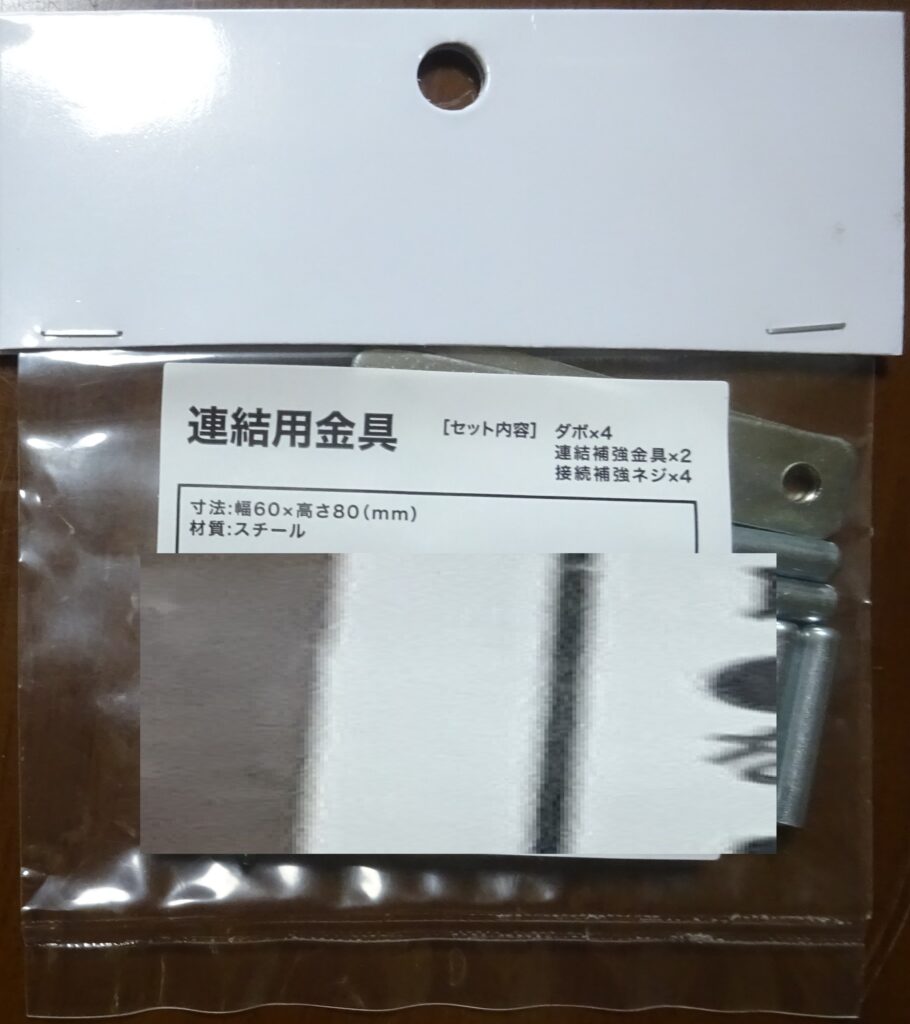 連結用金具
[セット内容] ダボ×4
連結補強金具×2
接続補強ネジ×4
寸法:幅60×高さ80(mm)
材質:スチール